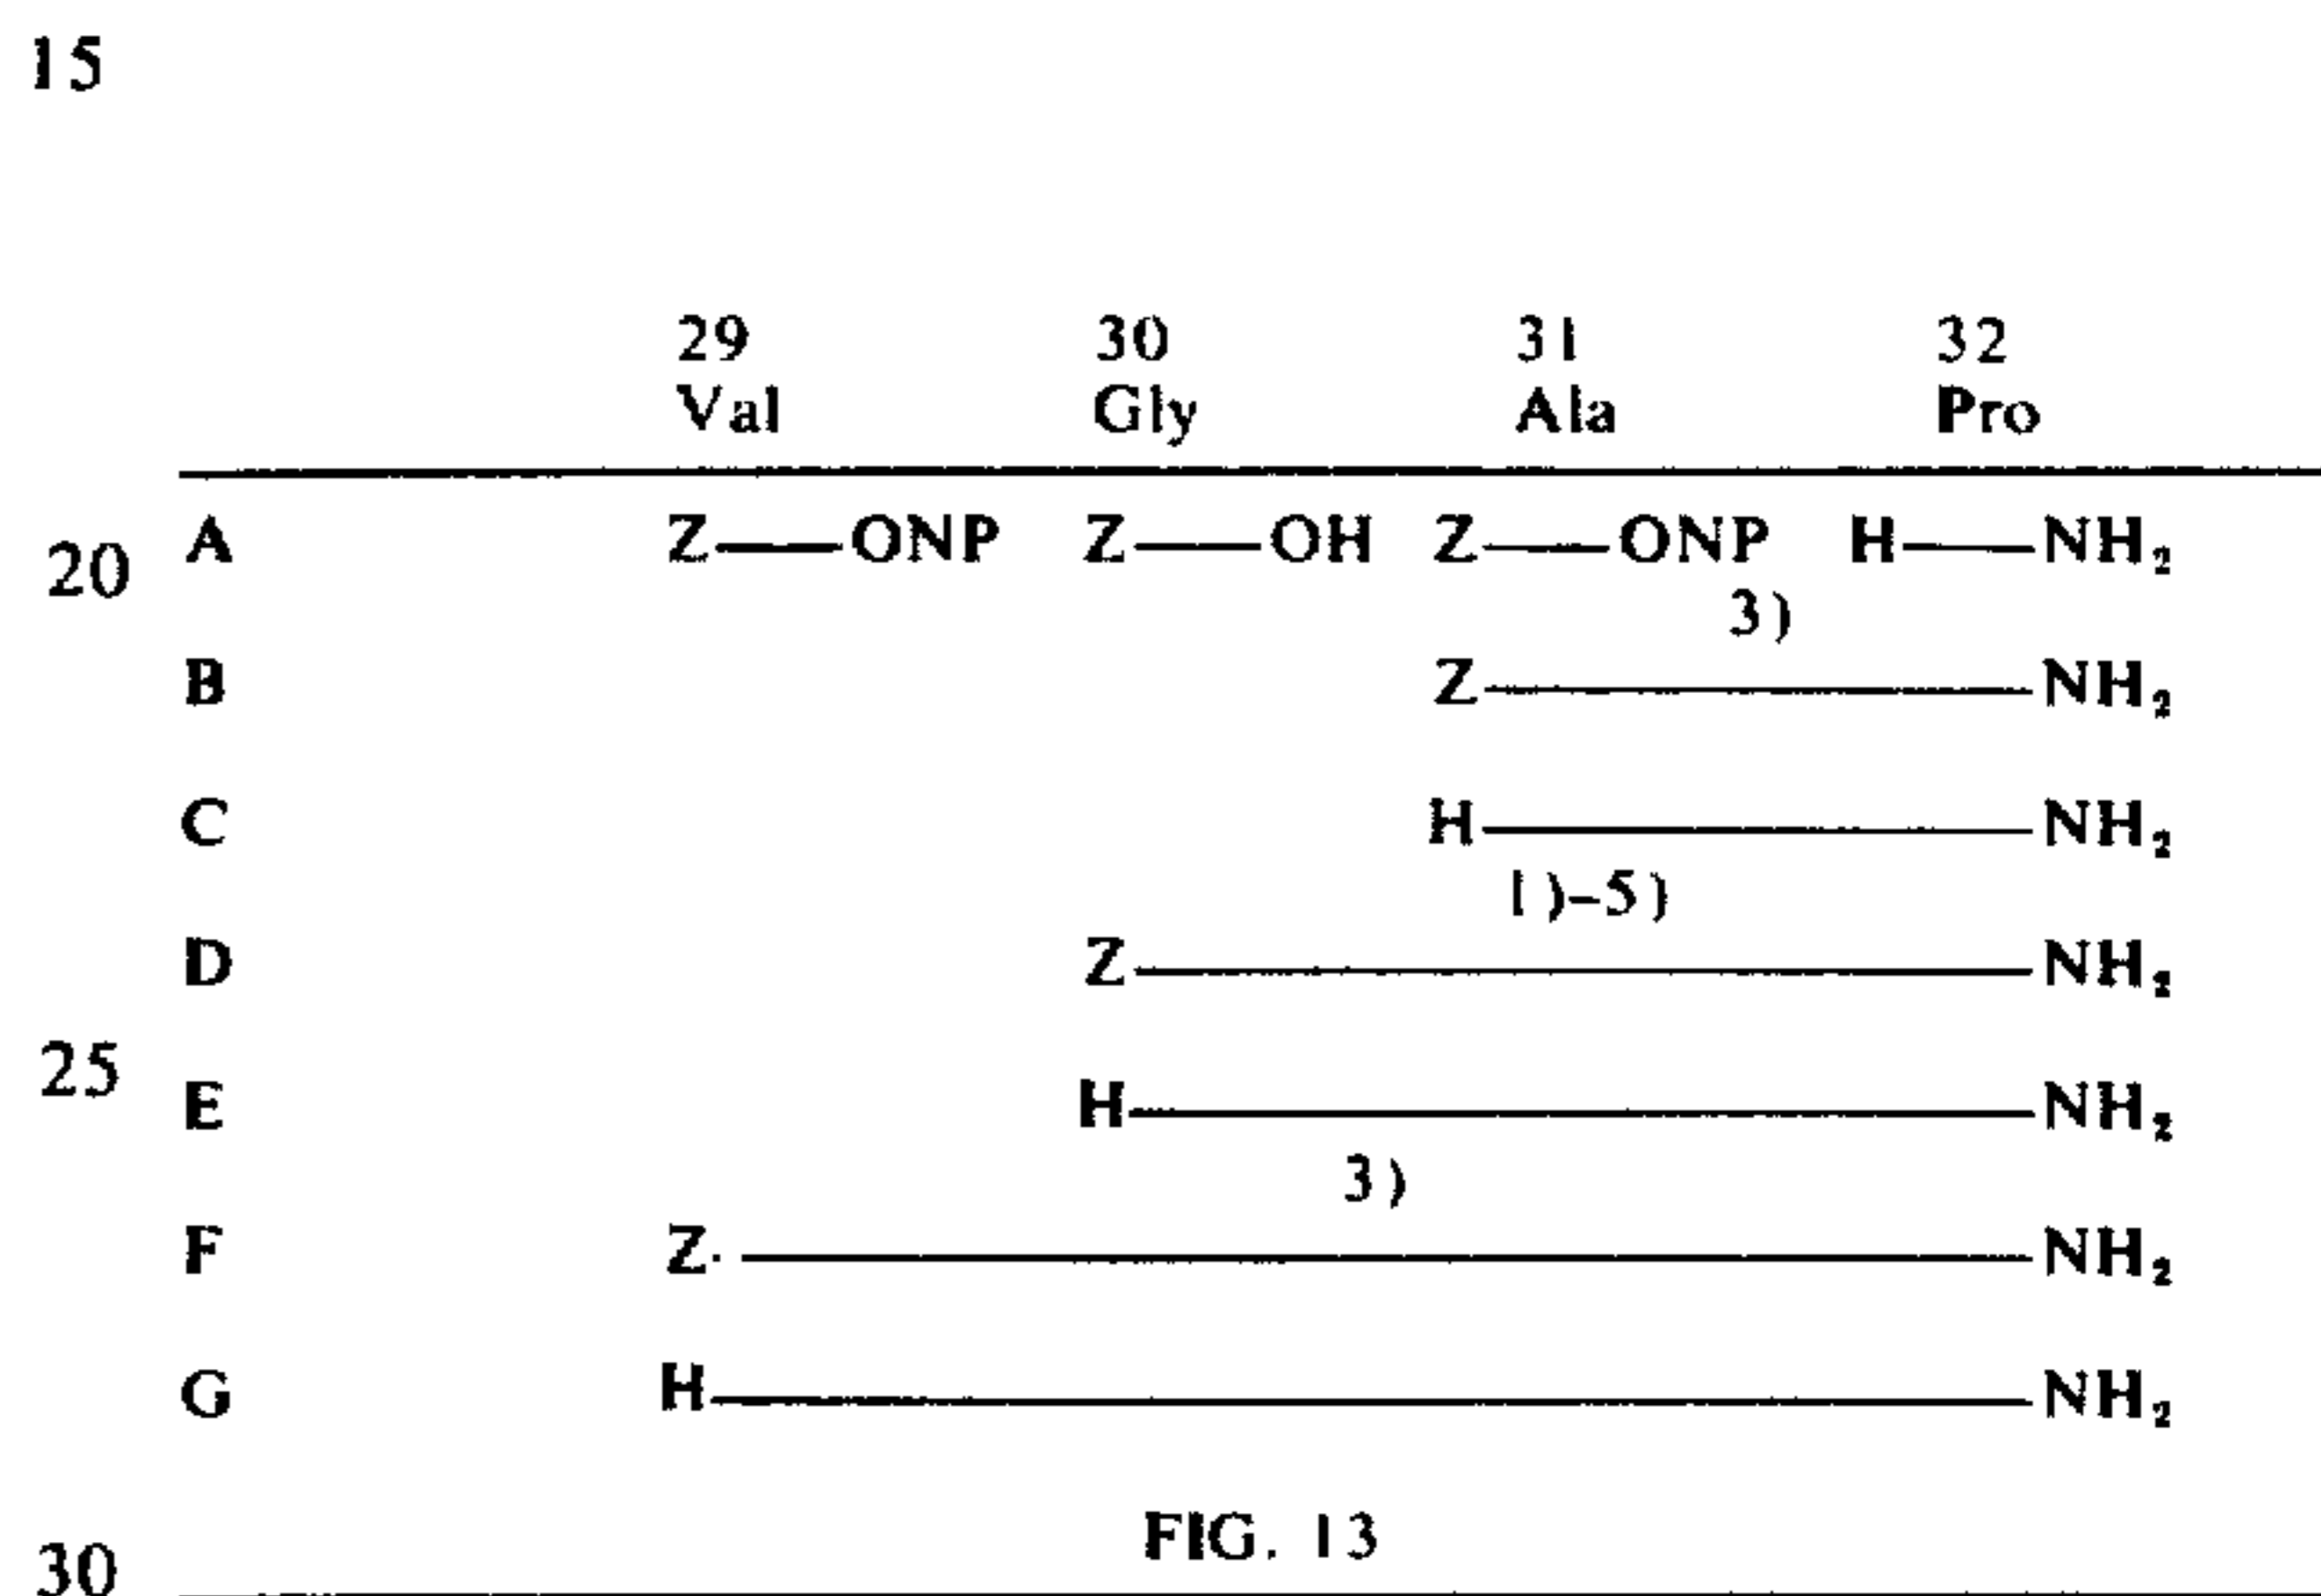 15
29 30 31 32
Val Gly Ala Pro
A Z—ONP Z—OH Z—ONP H—NH₂
20
3)
B Z—NH₂
C H—NH₂
1)–5)
D Z—NH₂
25
E H—NH₂
3)
F Z—NH₂
G H—NH₂
FIG. 13
30